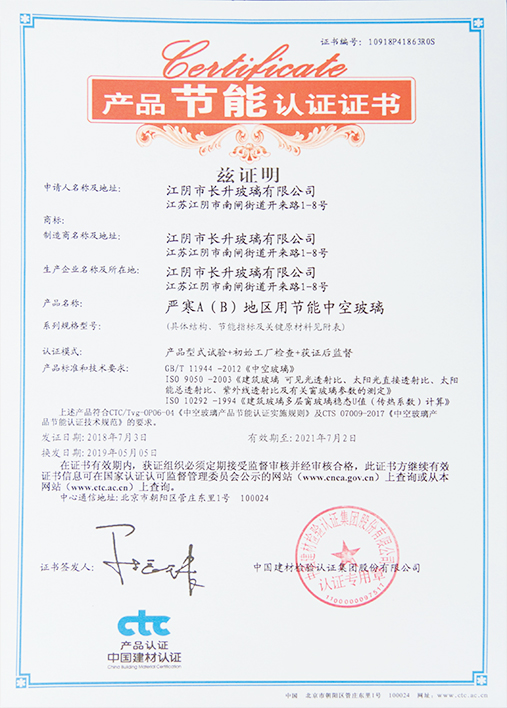 证书编号: 10918P41863R0S
Certificate
产品节能认证证书
兹证明
申请人名称及地址: 江阴市长升玻璃有限公司
江苏江阴市南闸街道开来路1-8号
商标:
制造商名称及地址: 江阴市长升玻璃有限公司
江苏江阴市南闸街道开来路1-8号
生产企业名称及所在地: 江阴市长升玻璃有限公司
江苏江阴市南闸街道开来路1-8号
产品名称: 严寒A(B)地区用节能中空玻璃
系列规格型号: (具体结构, 节能指标及关键原材料见附表)
认证模式: 产品型式试验+初始工厂检查+获证后监督
产品标准和技术要求: GB/T 11944 -2012《中空玻璃》
ISO 9050 -2003《建筑玻璃 可见光透射比、太阳光直接透射比、太阳
能总透射比、紫外线透射比及有关窗玻璃参数的测定》
ISO 10292 -1994《建筑玻璃多层窗玻璃稳态U值(传热系数)计算》
上述产品符合CTC/Tvg-OP06-04《中空玻璃产品节能认证实施规则》及CTS 07009-2017《中空玻璃产
品节能认证技术规范》的要求。
发证日期: 2018年7月3日 有效期至: 2021年7月2日
换发日期: 2019年05月05日
在证书有效期内, 获证组织必须定期接受监督审核并经审核合格, 此证书方继续有效
证书信息可在国家认证认可监督管理委员会公示的网站 (www.cnca.gov.cn) 上查询或从本
网站 (www.ctc.ac.cn) 上查询。
中心通信地址: 北京市朝阳区管庄东里1号 100024
证书签发人: 中国建材检验认证集团股份有限公司
中国建材检验认证集团股份有限公司
认证专用章
1100000097517
ctc
产品认证
中国建材认证
China Building Material Certification
中国 北京市朝阳区管庄东里1号 100024 网址: www.ctc.ac.cn